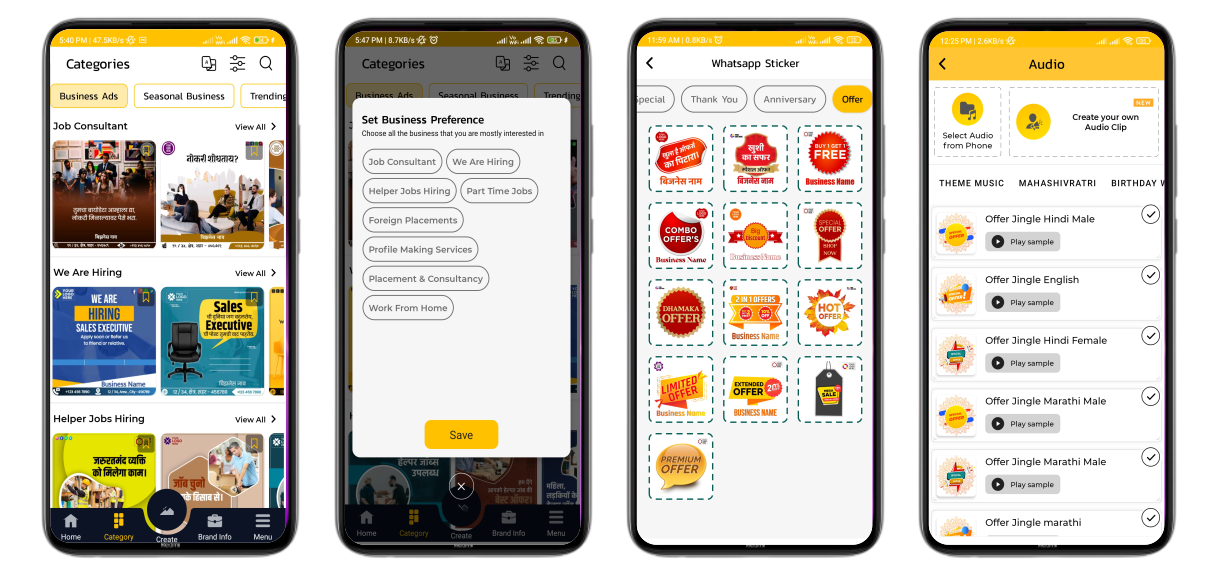 5:40 PM | 47.5KB/s
Categories
Business Ads
Seasonal Business
Trending
Job Consultant
View All >
नोकरी शोधताय?
तुमचा बायोडेटा आम्हाला द्या,
नोकरी मिळाल्यावर पैसे भरा.
बिझनेस नाव
We Are Hiring
View All >
WE ARE
HIRING
SALES EXECUTIVE
Apply soon or Refer us
to friend or relative.
Business Name
Sales
Executive
बिझनेस नाव
Helper Jobs Hiring
View All >
जरूरतमंद व्यक्ति
को मिलेगा काम।
जॉब चुनो
के हिसाब से।
Home
Category
Create
Brand Info
Menu
5:47 PM | 8.7KB/s
Categories
Business Ads
Seasonal Business
Trending
Set Business Preference
Choose all the business that you are mostly interested in
Job Consultant
We Are Hiring
Helper Jobs Hiring
Part Time Jobs
Foreign Placements
Profile Making Services
Placement & Consultancy
Work From Home
Save
हेल्पर जॉब्स
उपलब्ध
महिला,
Home
Category
Create
Brand Info
Menu
11:59 AM | 0.8KB/s
Whatsapp Sticker
Special
Thank You
Anniversary
Offer
खुला है ऑफर्स
का पिटारा!
बिजनेस नाम
खुशी
का सफर
स्पेशल ऑफर
बिजनेस नाम
BUY 1 GET 1
FREE
Business Name
COMBO
OFFER'S
Business Name
Big
Discount
Business Name
SPECIAL
OFFER
SHOP
NOW
DHAMAKA
OFFER
2 IN 1 OFFERS
Business Name
HOT
OFFER
LIMITED
OFFER
Business Name
EXTENDED
OFFER
BUSINESS NAME
MEGA
SALE
PREMIUM
OFFER
12:25 PM | 2.6KB/s
Audio
Select Audio
from Phone
NEW
Create your own
Audio Clip
THEME MUSIC
MAHASHIVRATRI
BIRTHDAY
Offer Jingle Hindi Male
Play sample
Offer Jingle English
Play sample
Offer Jingle Hindi Female
Play sample
Offer Jingle Marathi Male
Play sample
Offer Jingle Marathi Male
Play sample
Offer Jingle marathi